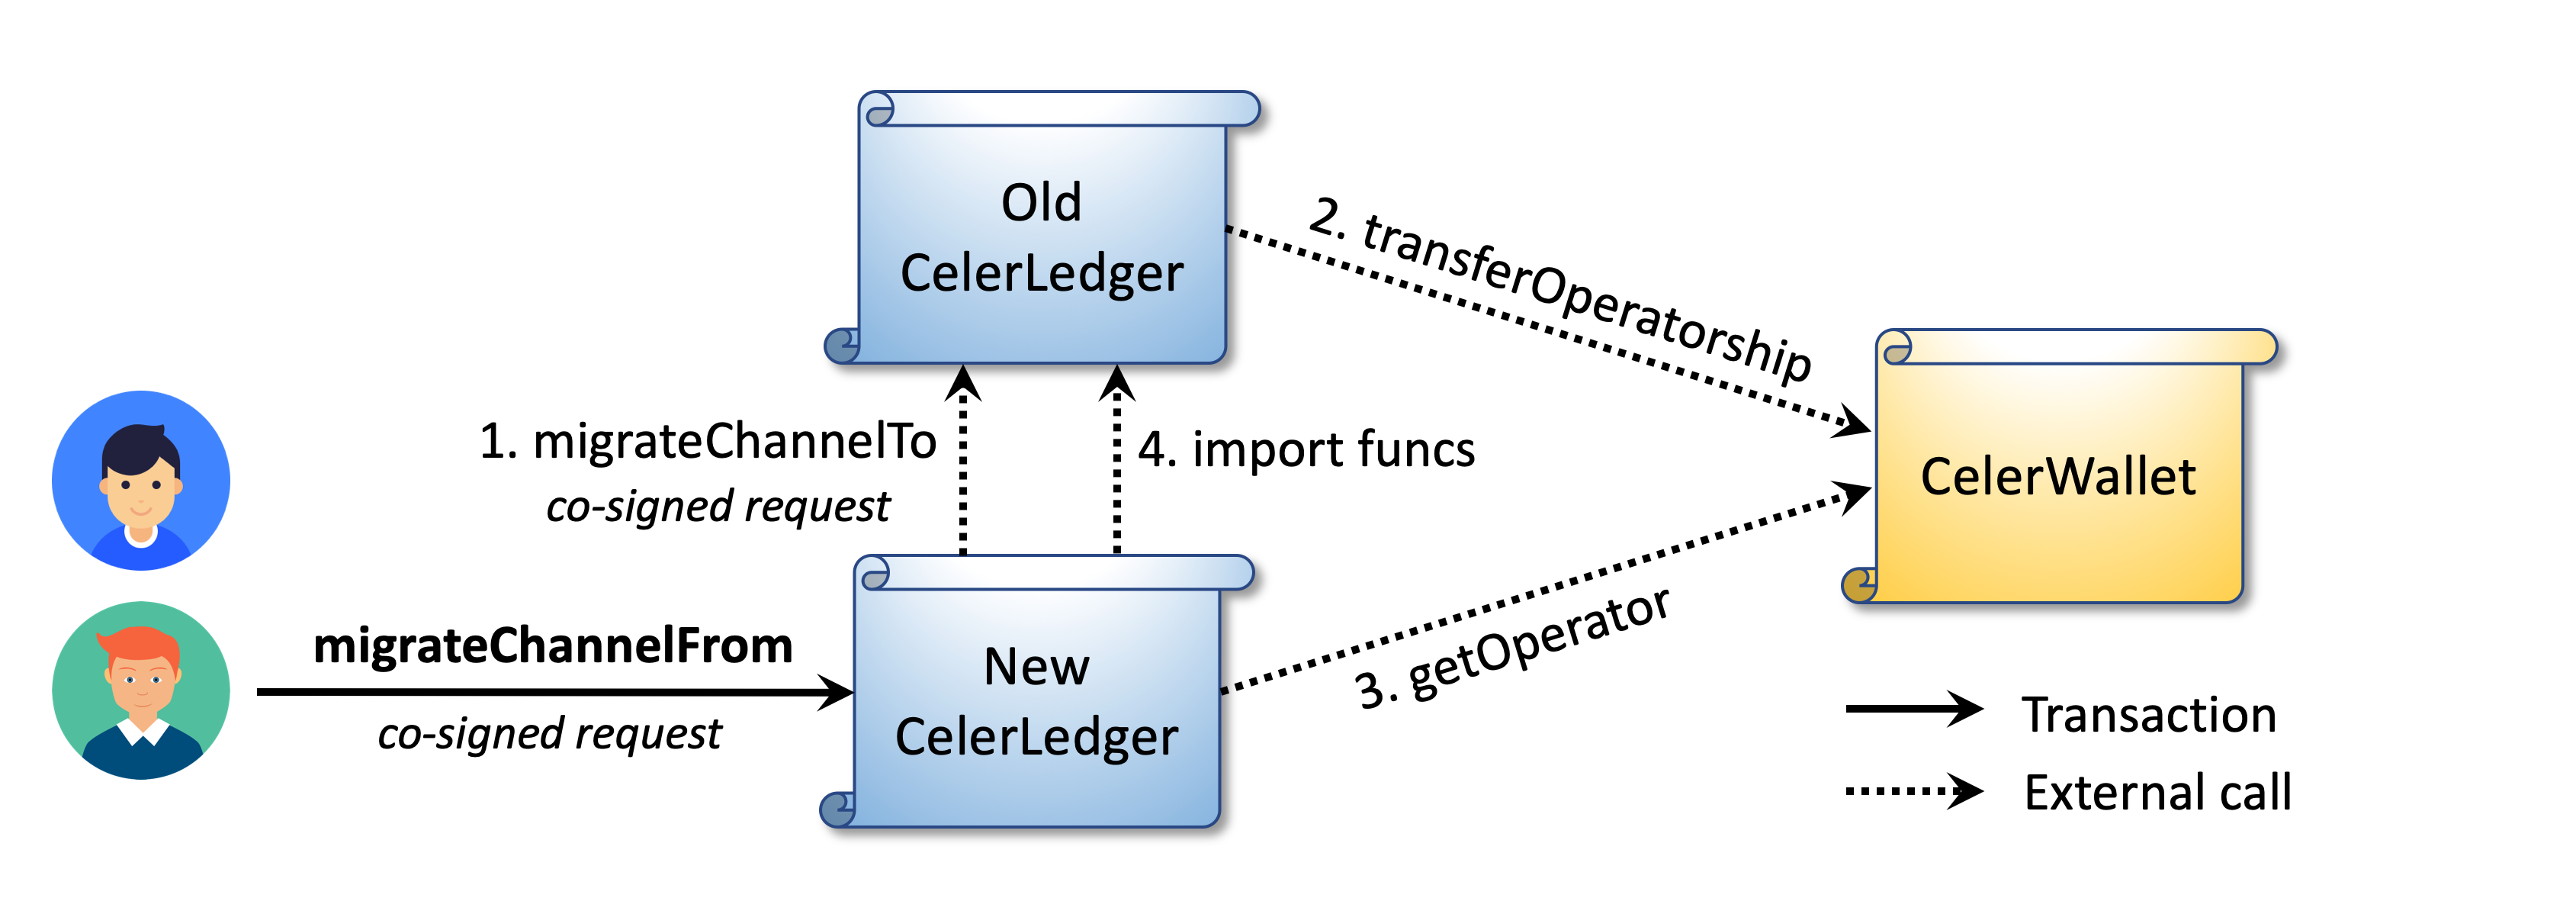 Old
CelerLedger
2. transferOperatorship
1. migrateChannelTo
co-signed request
4. import funcs
CelerWallet
migrateChannelFrom
co-signed request
New
CelerLedger
3. getOperator
Transaction
External call